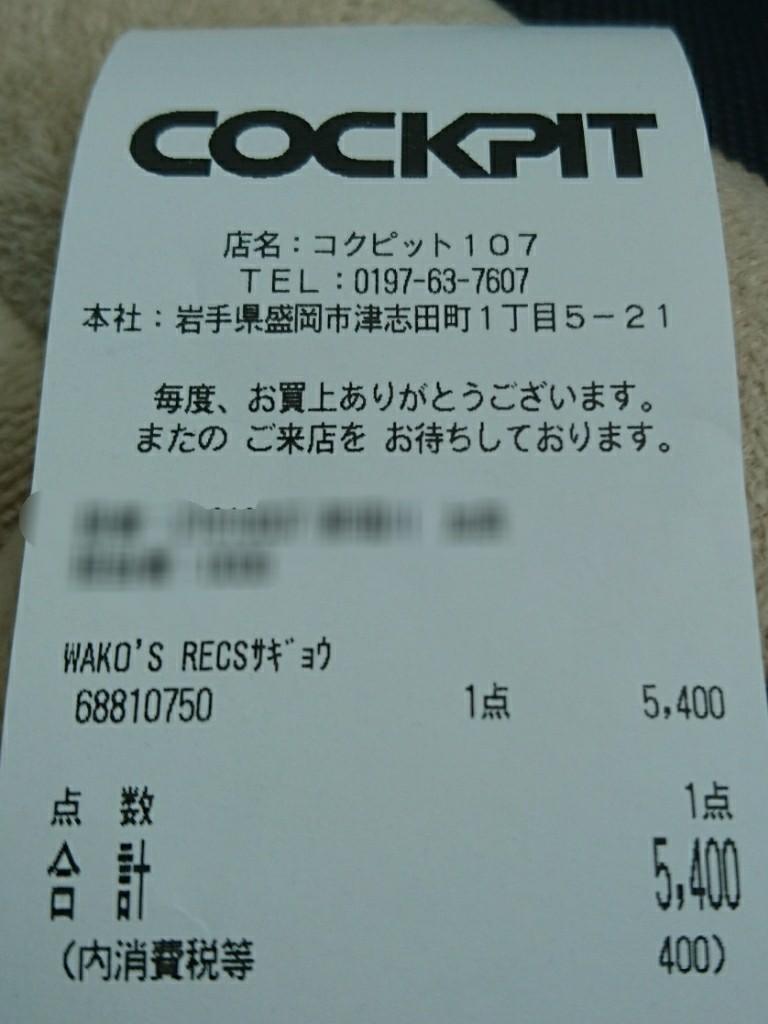 COCKPIT
店名：コクピット１０７
ＴＥＬ：0197-63-7607
本社：岩手県盛岡市津志田町１丁目５－２１
毎度、お買上ありがとうございます。
またの ご来店を お待ちしております。
WAKO'S RECSｻｷﾞｮｳ
68810750 1点 5,400
点 数 1点
合 計 5,400
(内消費税等 400)